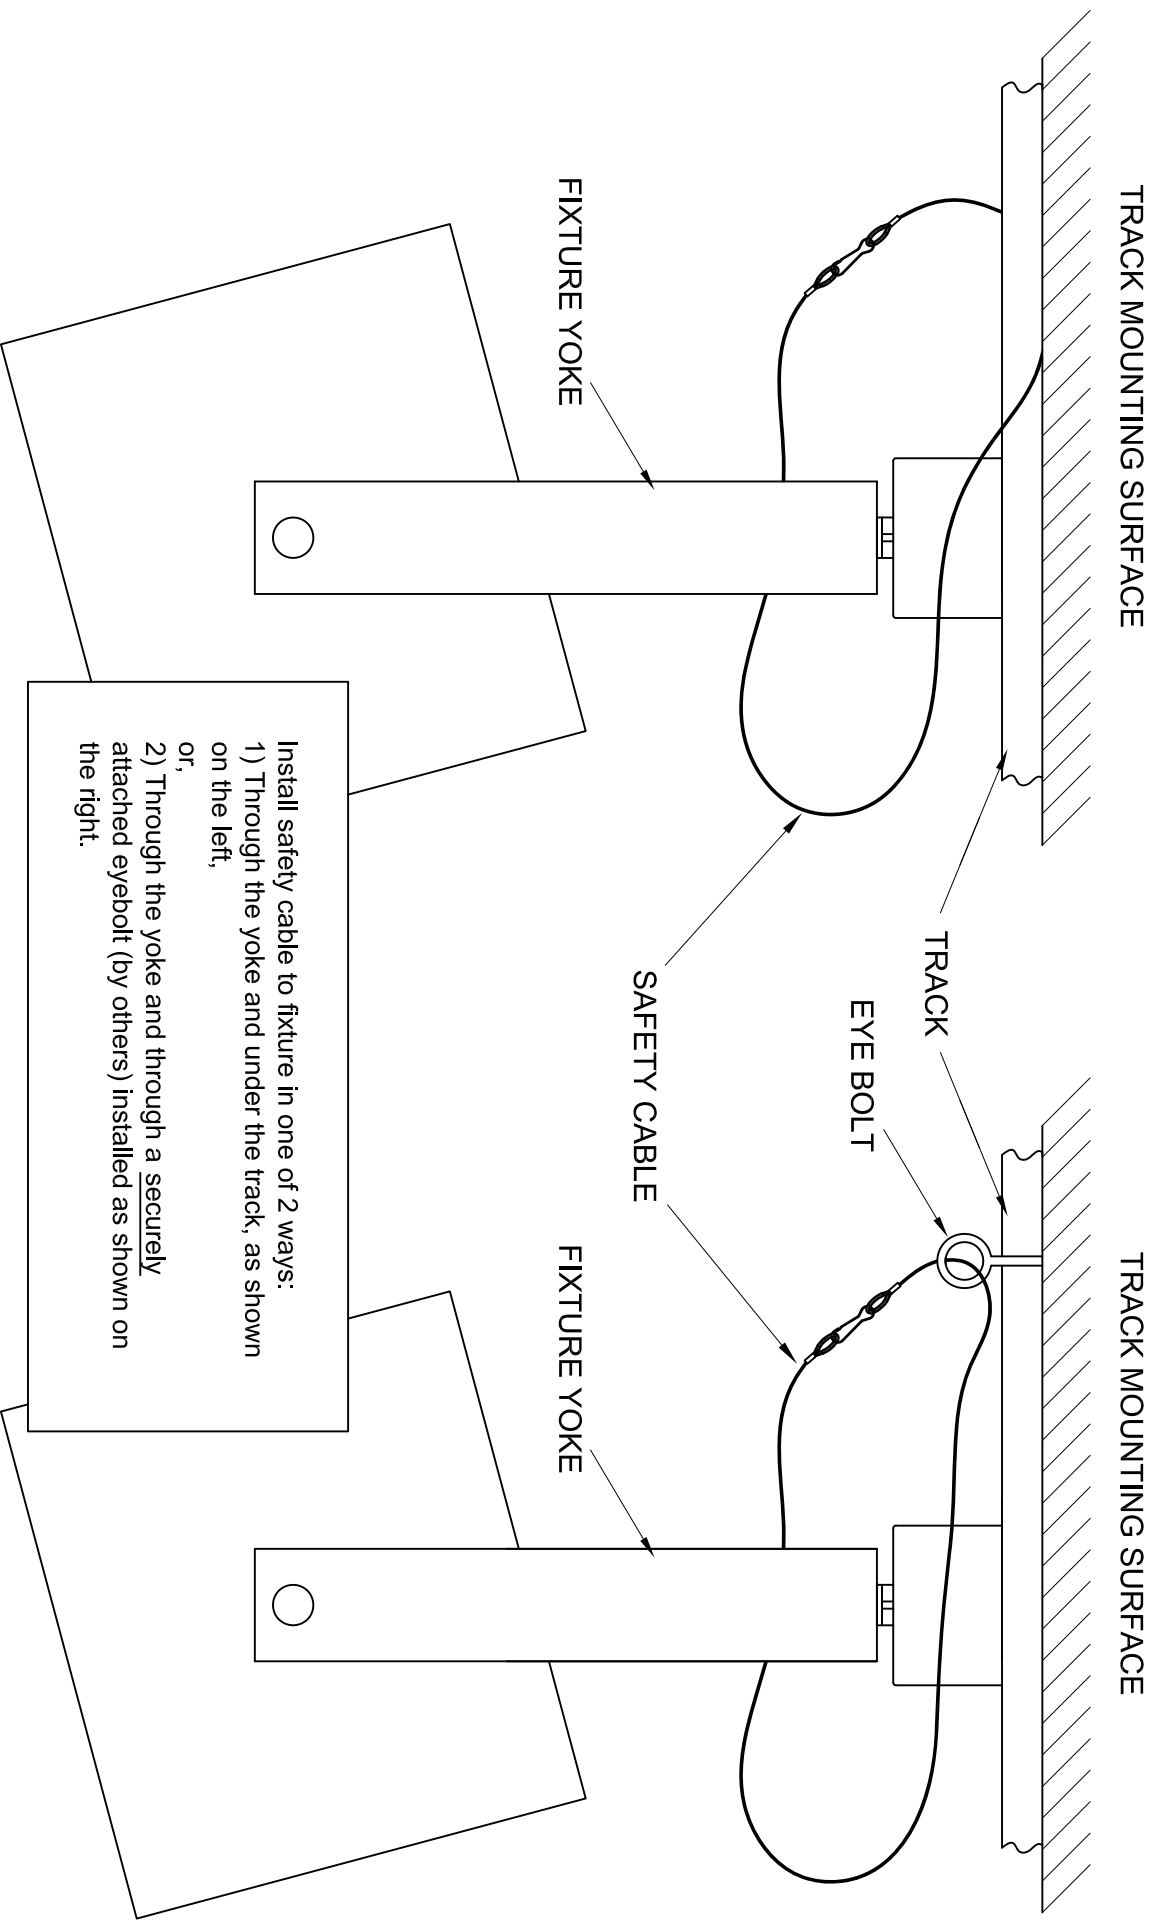 TRACK MOUNTING SURFACE
TRACK MOUNTING SURFACE
TRACK
EYE BOLT
SAFETY CABLE
FIXTURE YOKE
FIXTURE YOKE
Install safety cable to fixture in one of 2 ways:
1) Through the yoke and under the track, as shown
on the left,
or,
2) Through the yoke and through a securely
attached eyebolt (by others) installed as shown on
the right.